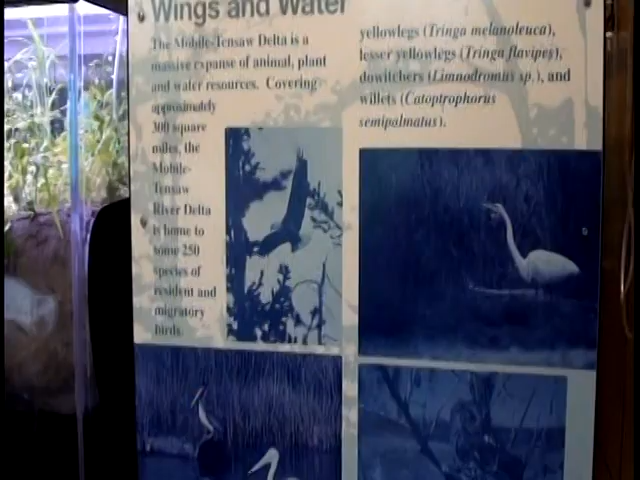 Wings and Water
The Mobile-Tensaw Delta is a
massive expanse of animal, plant
and water resources. Covering
approximately
300 square
miles, the
Mobile-
Tensaw
River Delta
is home to
some 250
species of
resident and
migratory
birds.
yellowlegs (Tringa melanoleuca),
lesser yellowlegs (Tringa flavipes),
dowitchers (Limnodromus sp.), and
willets (Catoptrophorus
semipalmatus).